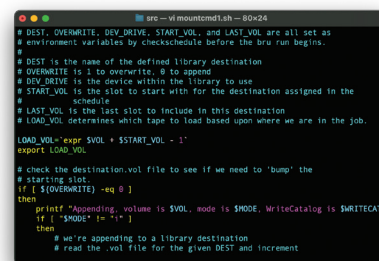 src — vi mountcmd1.sh — 80×24
# DEST, OVERWRITE, DEV_DRIVE, START_VOL, and LAST_VOL are all set as
# environment variables by checkschedule before the bru run begins.
#
# DEST is the name of the defined library destination
# OVERWRITE is 1 to overwrite, 0 to append
# DEV_DRIVE is the device within the library to use
# START_VOL is the slot to start with for the destination assigned in the
#       schedule
# LAST_VOL is the last slot to include in this destination
# LOAD_VOL determines which tape to load based upon where we are in the job.
LOAD_VOL=`expr $VOL + $START_VOL - 1`
export LOAD_VOL
# check the destination.vol file to see if we need to 'bump' the
# starting slot.
if [ ${OVERWRITE} -eq 0 ]
then
printf "Appending, volume is $VOL, mode is $MODE, WriteCatalog is $WRITECAT
if [ "$MODE" != "i" ]
then
# we're appending to a library destination
# read the .vol file for the given DEST and increment